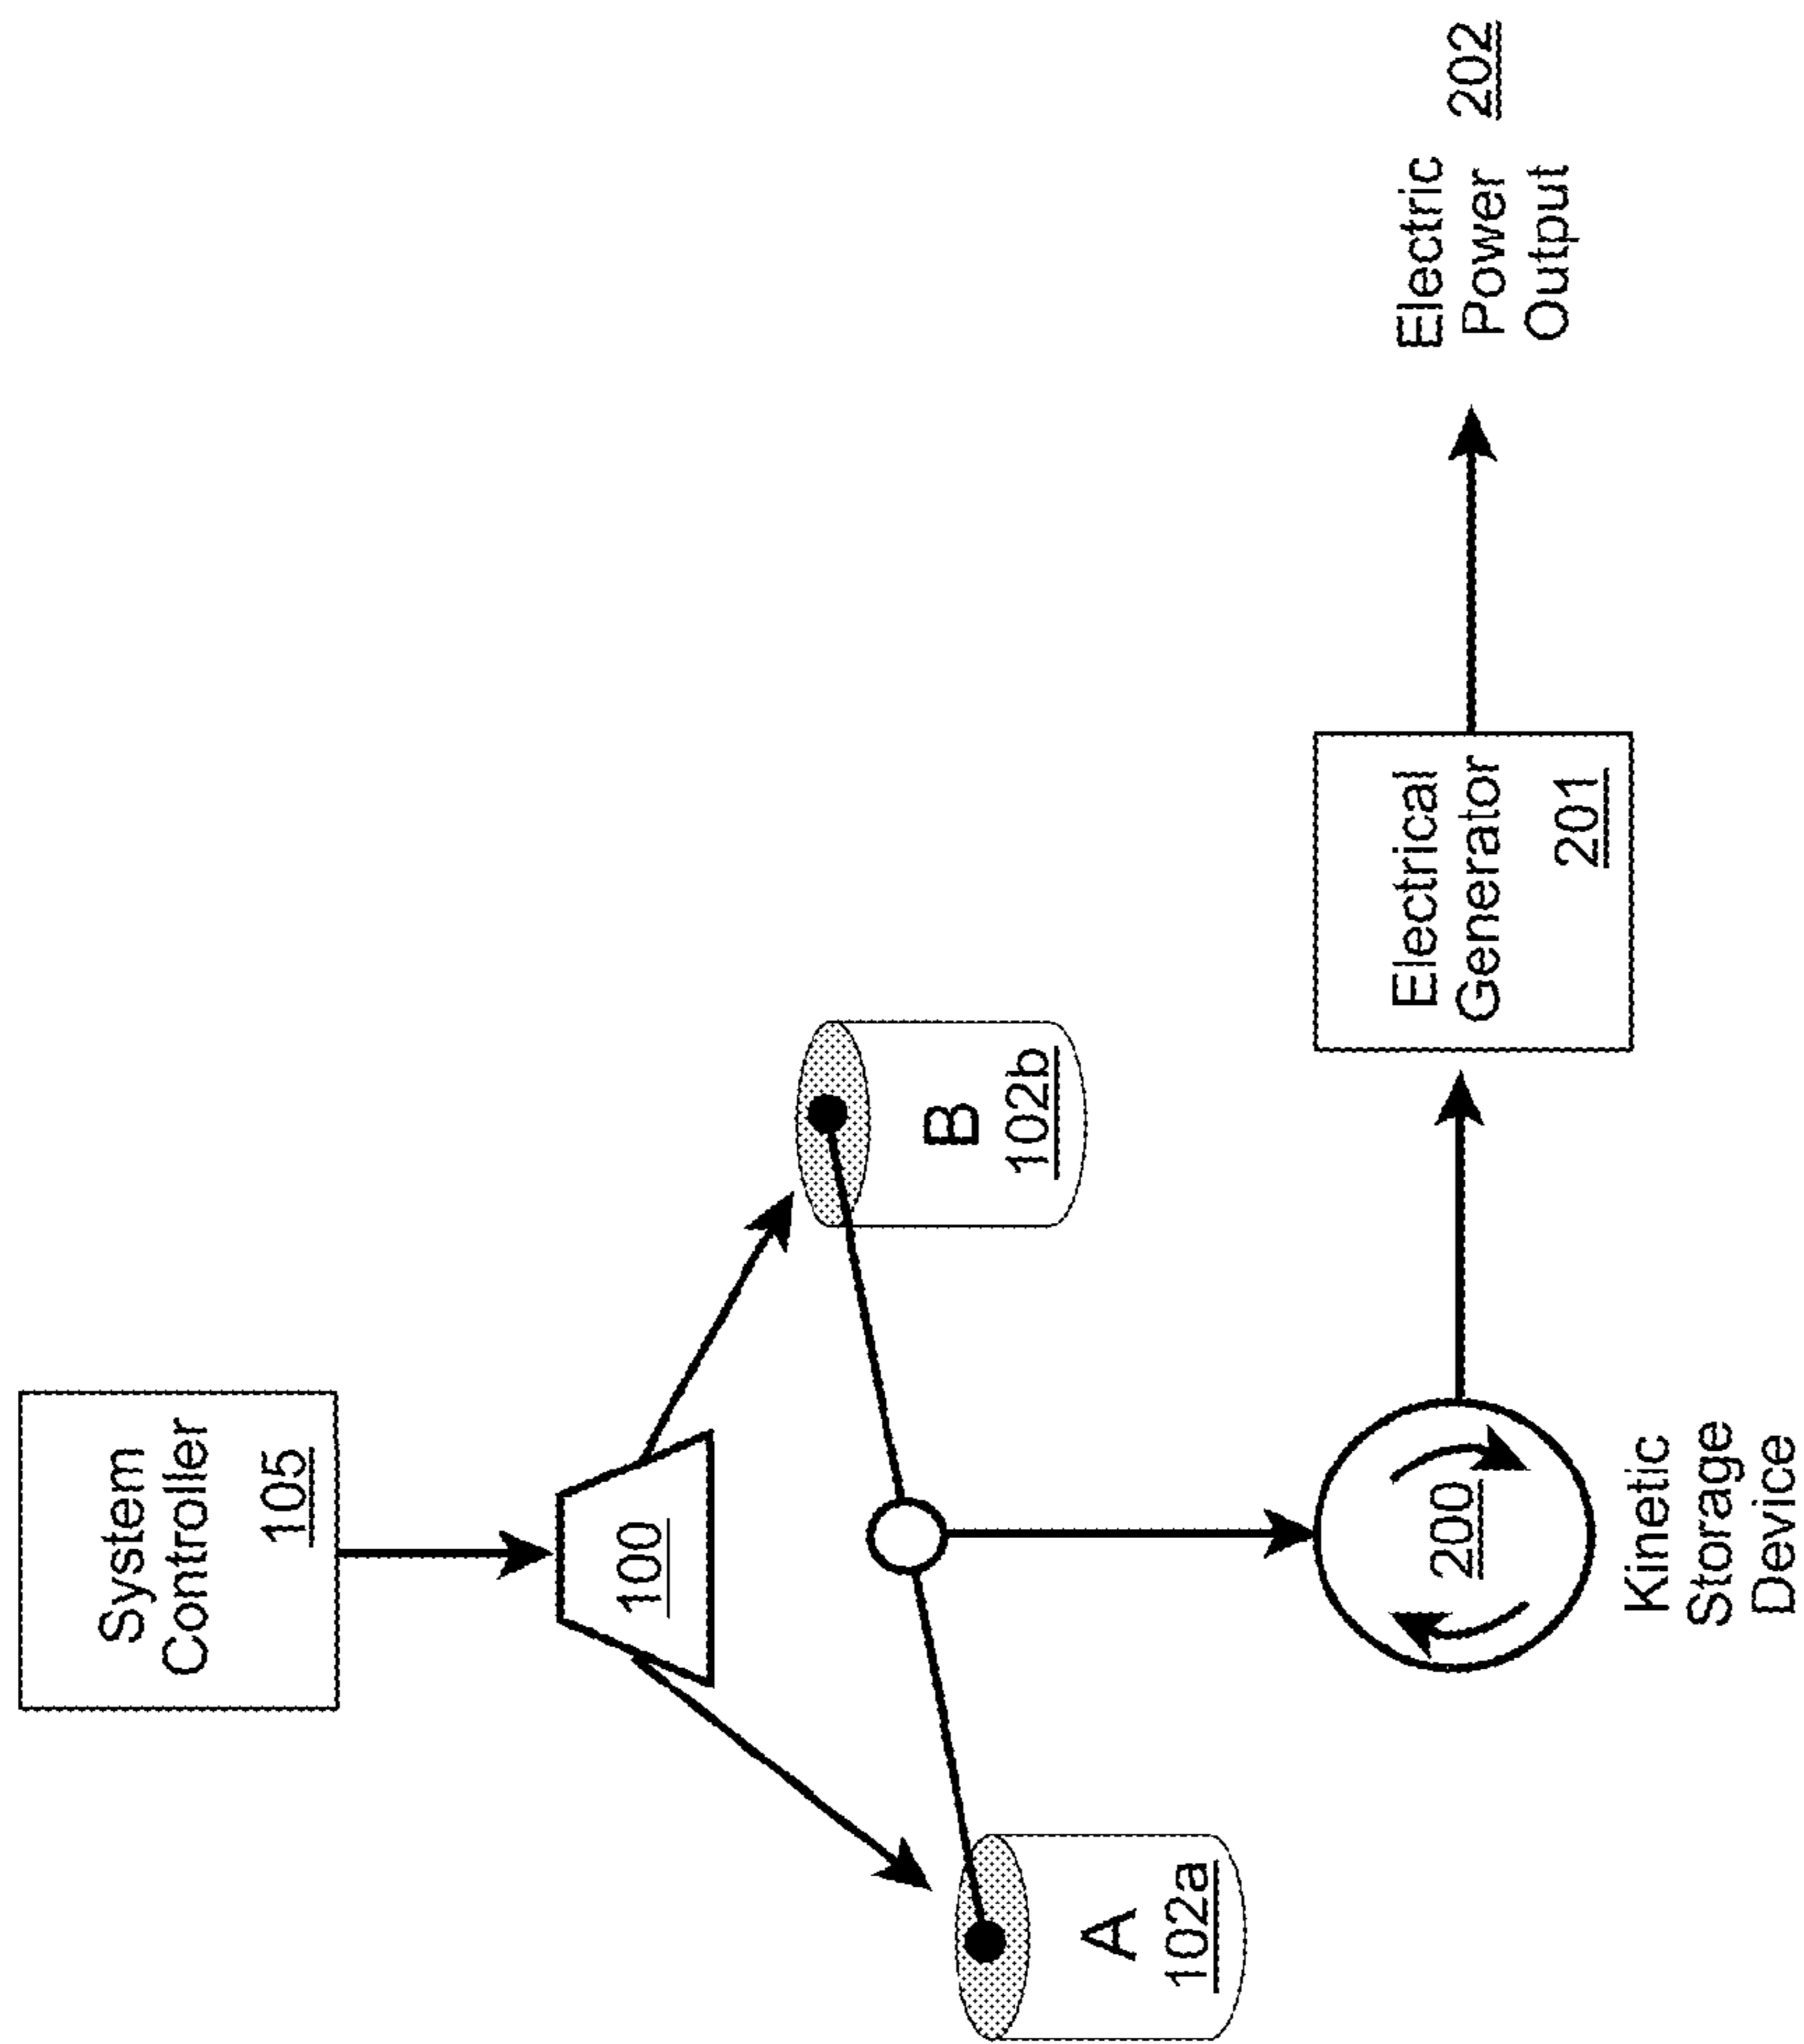 System
Controller
105
100
B
102b
A
102a
200
Kinetic
Storage
Device
Electrical
Generator
201
Electric
Power 202
Output